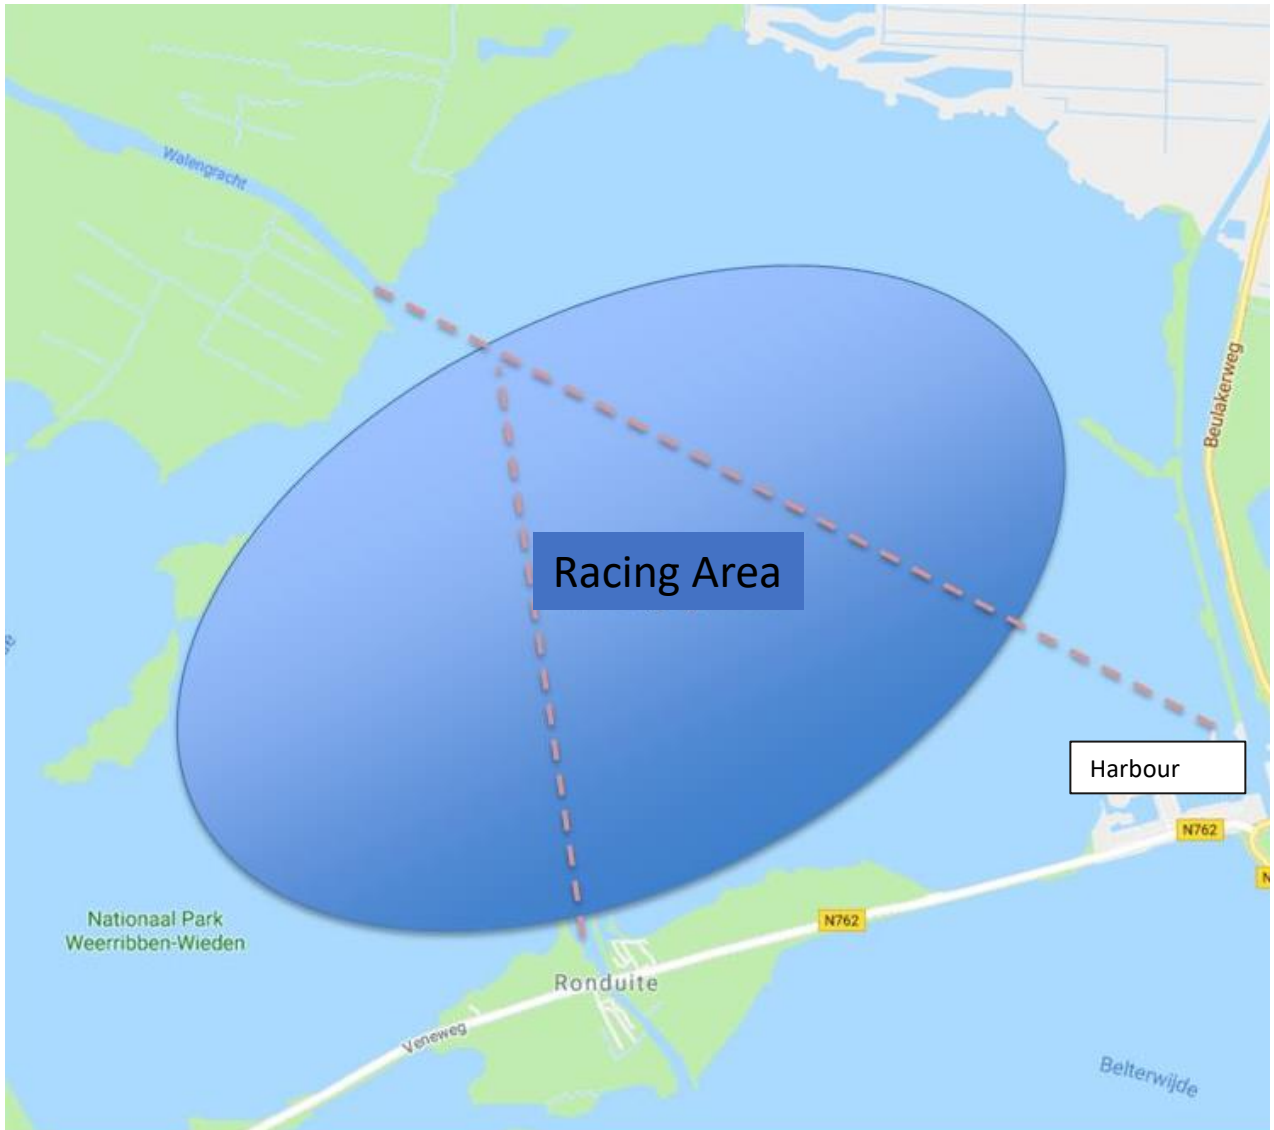 Walengracht
Beulakerweg
Racing Area
Harbour
N762
N
Nationaal Park
Weerribben-Wieden
N762
Ronduite
Veneweg
Belterwijde